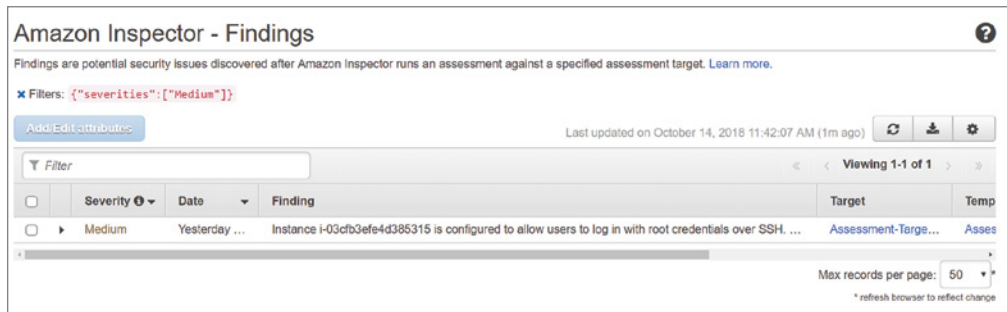 Amazon Inspector - Findings
Findings are potential security issues discovered after Amazon Inspector runs an assessment against a specified assessment target. Learn more.
Filters: {"severities":["Medium"]}
Add/Edit attributes
Last updated on October 14, 2018 11:42:07 AM (1m ago)
Filter
Viewing 1-1 of 1
Severity Date Finding Target Temp
Medium Yesterday ... Instance i-03cfb3efe4d385315 is configured to allow users to log in with root credentials over SSH. ... Assessment-Targe... Asses
Max records per page: 50
* refresh browser to reflect change